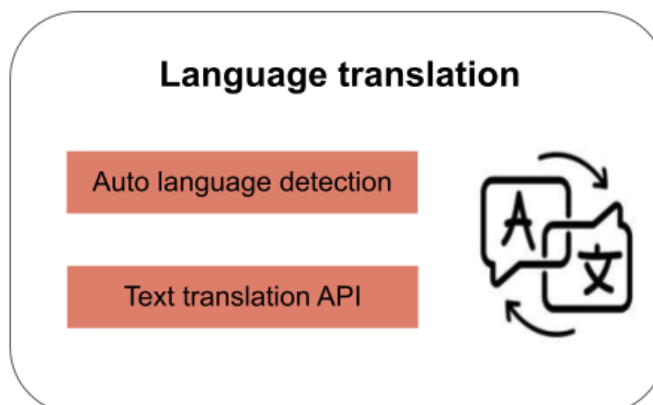 Language translation
Auto language detection
A
文
Text translation API